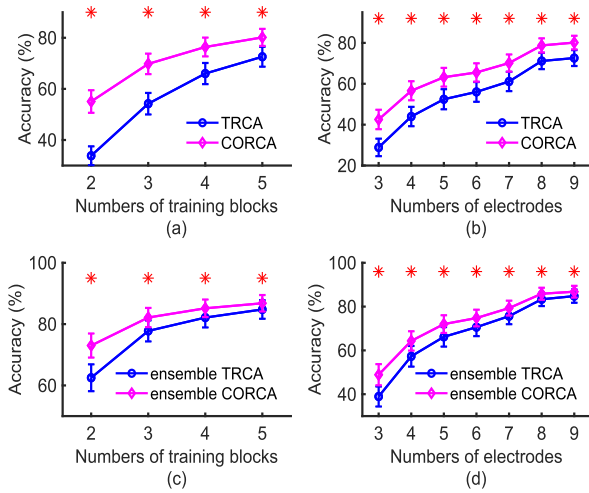 Accuracy (%)
80
60
40
TRCA
CORCA
2 3 4 5
Numbers of training blocks
(a)
Accuracy (%)
80
60
40
20
TRCA
CORCA
3 4 5 6 7 8 9
Numbers of electrodes
(b)
Accuracy (%)
100
80
60
ensemble TRCA
ensemble CORCA
2 3 4 5
Numbers of training blocks
(c)
Accuracy (%)
100
80
60
40
ensemble TRCA
ensemble CORCA
3 4 5 6 7 8 9
Numbers of electrodes
(d)